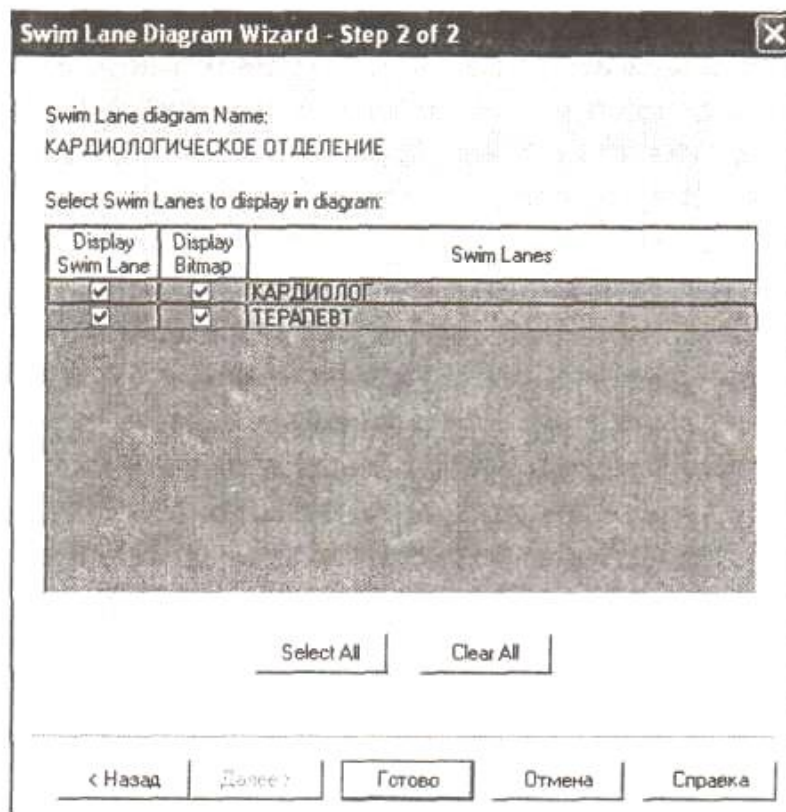 Swim Lane Diagram Wizard - Step 2 of 2
Swim Lane diagram Name:
КАРДИОЛОГИЧЕСКОЕ ОТДЕЛЕНИЕ
Select Swim Lanes to display in diagram:
Display Swim Lane
Display Bitmap
Swim Lanes
КАРДИОЛОГ
ТЕРАПЕВТ
Select All
Clear All
< Назад
Далее >
Готово
Отмена
Справка